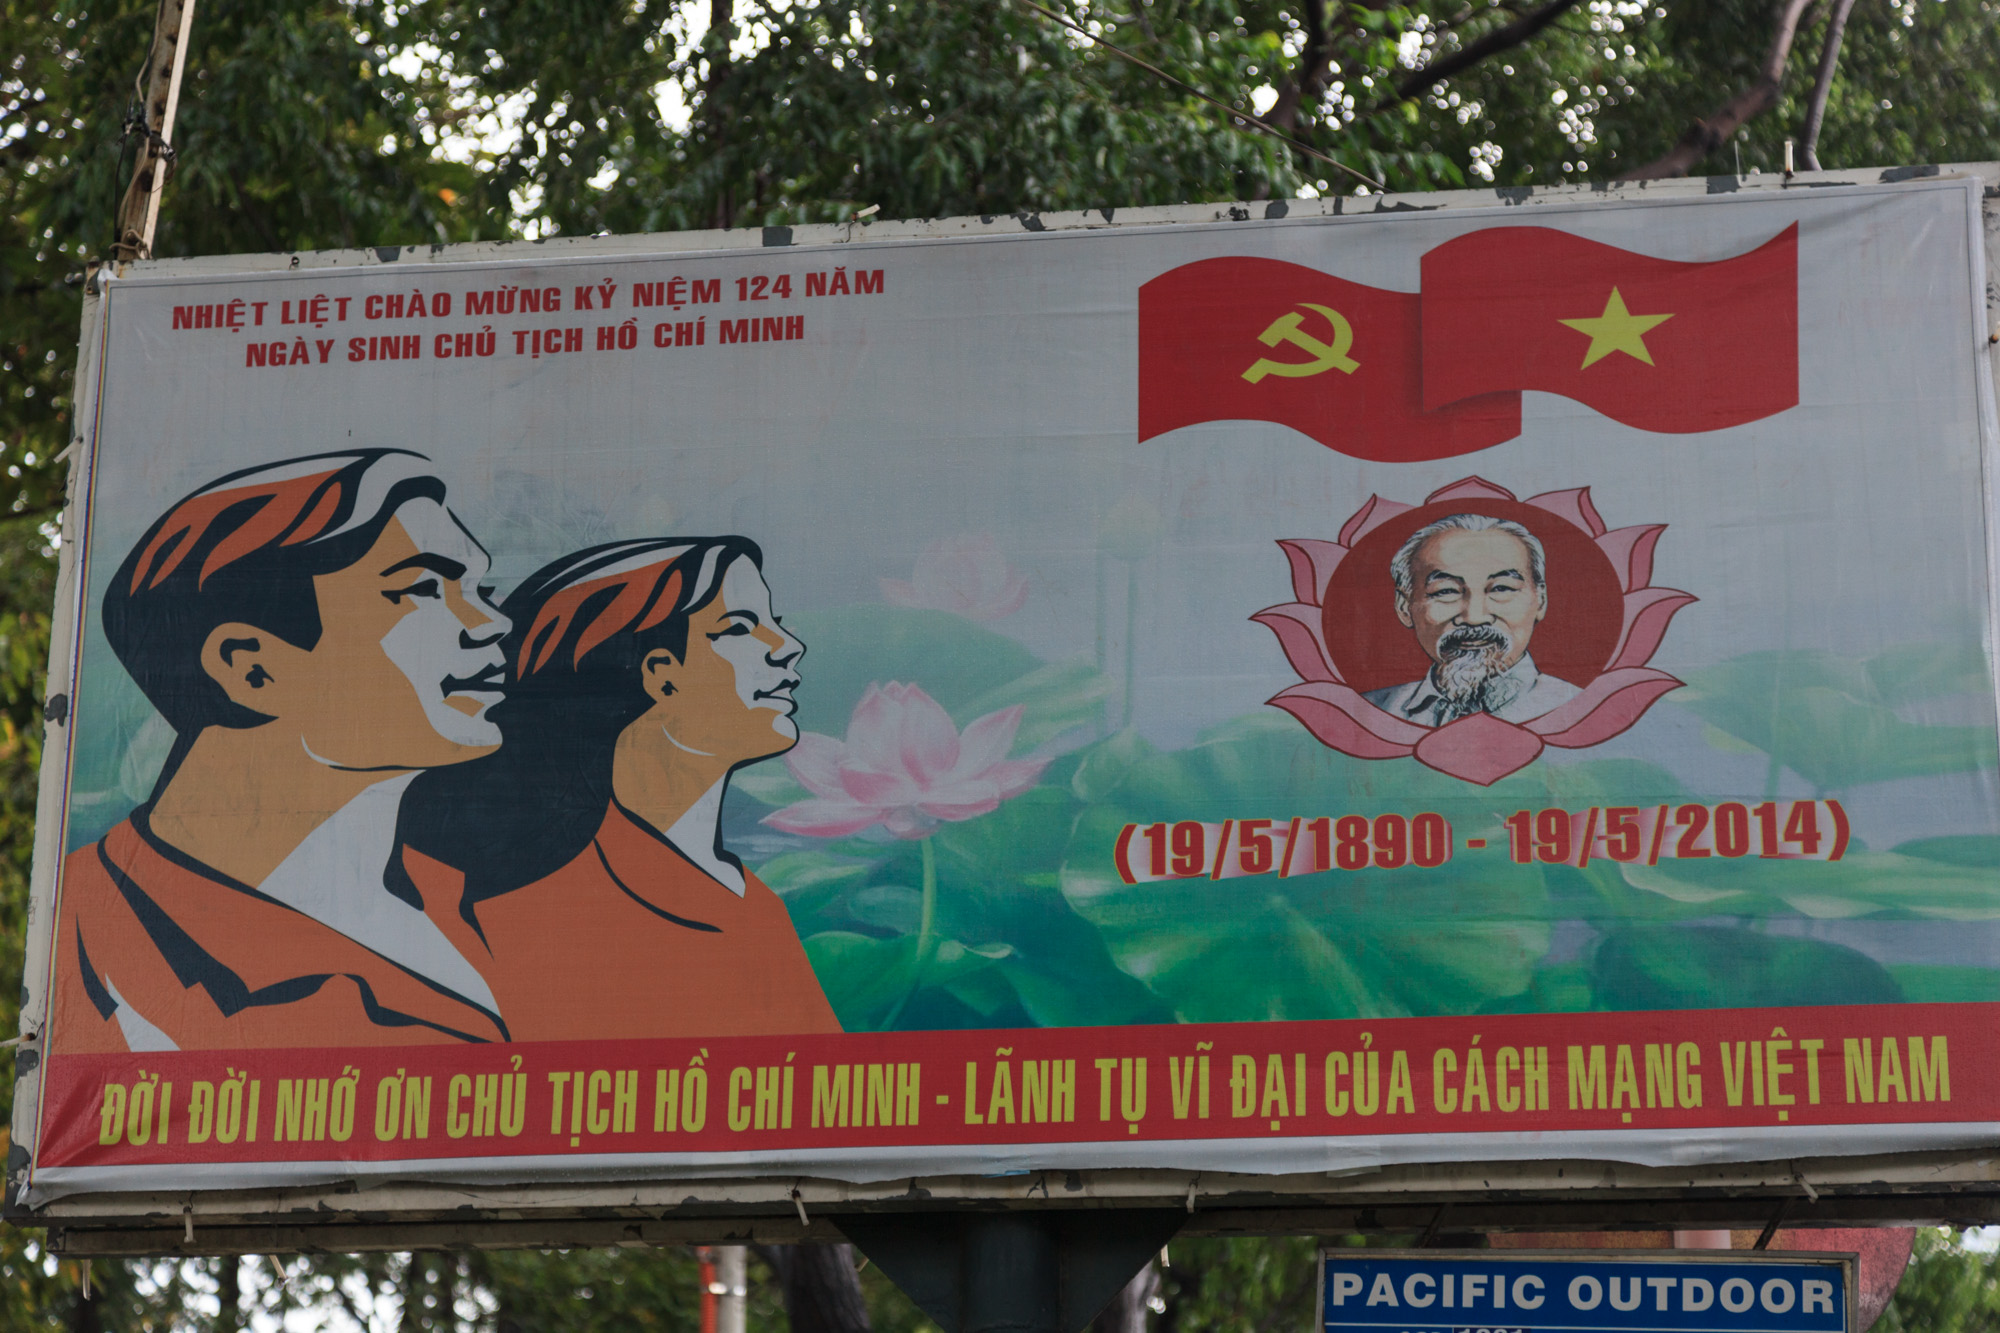 NHIỆT LIỆT CHÀO MỪNG KỶ NIỆM 124 NĂM
NGÀY SINH CHỦ TỊCH HỒ CHÍ MINH
(19/5/1890 - 19/5/2014)
ĐỜI ĐỜI NHỚ ƠN CHỦ TỊCH HỒ CHÍ MINH - LÃNH TỤ VĨ ĐẠI CỦA CÁCH MẠNG VIỆT NAM
PACIFIC OUTDOOR